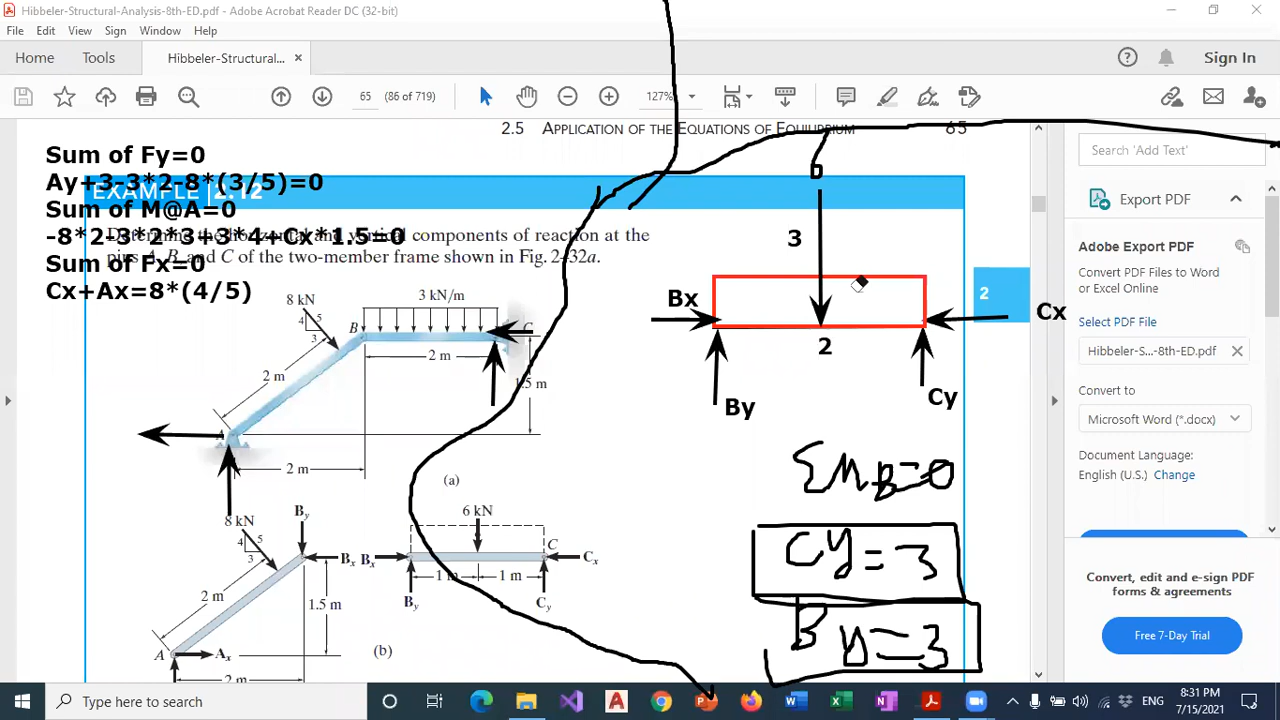 Hibbeler-Structural-Analysis-8th-ED.pdf - Adobe Acrobat Reader DC (32-bit)
File Edit View Sign Window Help
Home Tools Hibbeler-Structural... × Sign In
65 (86 of 719) 127%
2.5 APPLICATION OF THE EQUATIONS OF EQUILIBRIUM 65
Sum of Fy=0
Ay+3-3*2-8*(3/5)=0
EXAMPLE 2.12
Sum of M@A=0
-8*2-3*2*3+3*4+Cx*1.5=0
Determine the horizontal and vertical components of reaction at the
pins A, B, and C of the two-member frame shown in Fig. 2-32a.
Sum of Fx=0
Cx+Ax=8*(4/5)
8 kN
3 kN/m
4 5
3
B
C
2 m
2 m
1.5 m
A
2 m
(a)
3
Bx
Cx
2
By
Cy
ΣMB=0
Cy=3
By=3
8 kN
By
6 kN
4 5
3
C
Bx Bx
Cx
2 m
1.5 m
1 m 1 m
By
Cy
A Ax
(b)
2 m
2
Search 'Add Text'
Export PDF
Adobe Export PDF
Convert PDF Files to Word
or Excel Online
Select PDF File
Hibbeler-S...-8th-ED.pdf
Convert to
Microsoft Word (*.docx)
Document Language:
English (U.S.) Change
Convert, edit and e-sign PDF
forms & agreements
Free 7-Day Trial
Type here to search
ENG
8:31 PM
7/15/2021